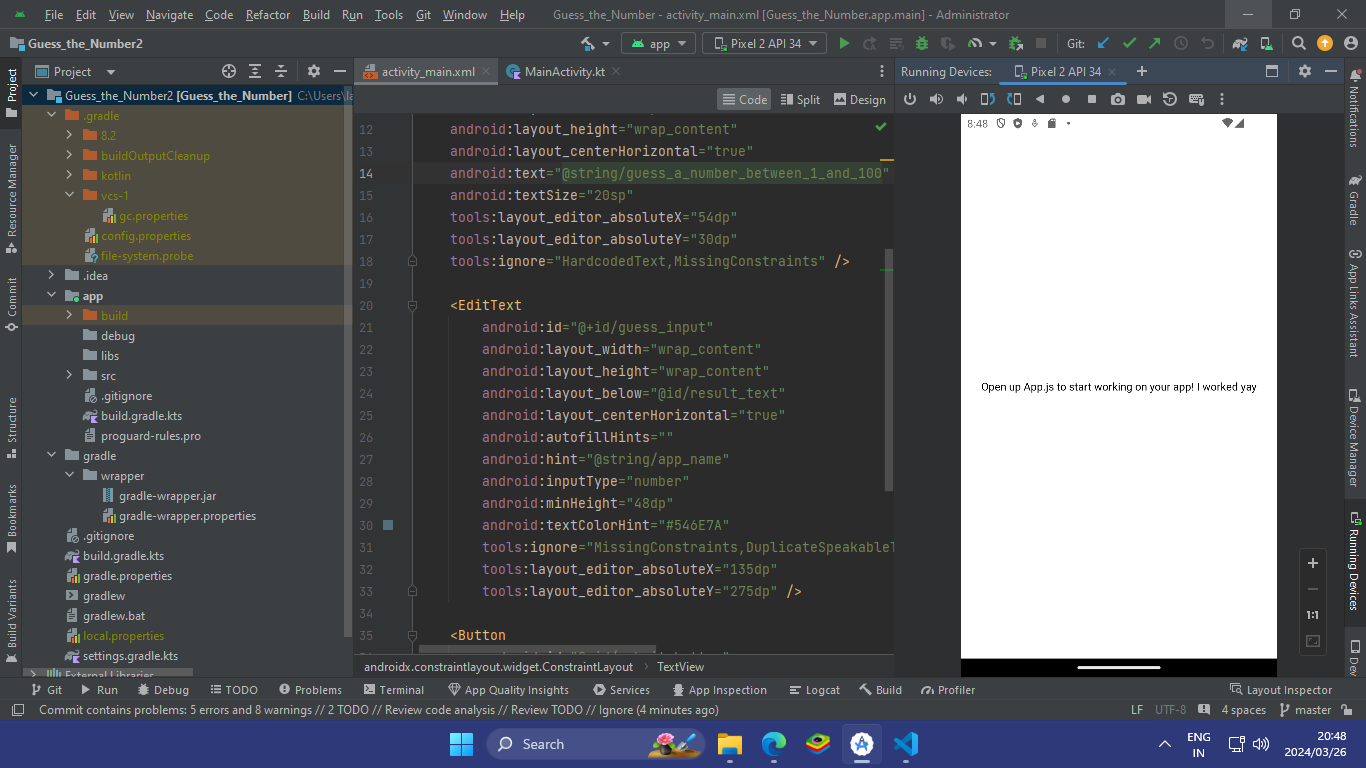 File Edit View Navigate Code Refactor Build Run Tools Git Window Help Guess_the_Number - activity_main.xml [Guess_the_Number.app.main] - Administrator
Guess_the_Number2 app Pixel 2 API 34 Git:
Project
activity_main.xml MainActivity.kt
Running Devices: Pixel 2 API 34
Code Split Design
Project
Resource Manager
Commit
Structure
Bookmarks
Build Variants
Guess_the_Number2 [Guess_the_Number] C:\Users\
.gradle
8.2
buildOutputCleanup
kotlin
vcs-1
gc.properties
config.properties
file-system.probe
.idea
app
build
debug
libs
src
.gitignore
build.gradle.kts
proguard-rules.pro
gradle
wrapper
gradle-wrapper.jar
gradle-wrapper.properties
.gitignore
build.gradle.kts
gradle.properties
gradlew
gradlew.bat
local.properties
settings.gradle.kts
External Libraries
12 android:layout_height="wrap_content"
13 android:layout_centerHorizontal="true"
14 android:text="@string/guess_a_number_between_1_and_100"
15 android:textSize="20sp"
16 tools:layout_editor_absoluteX="54dp"
17 tools:layout_editor_absoluteY="30dp"
18 tools:ignore="HardcodedText,MissingConstraints" />
19
20 <EditText
21 android:id="@+id/guess_input"
22 android:layout_width="wrap_content"
23 android:layout_height="wrap_content"
24 android:layout_below="@id/result_text"
25 android:layout_centerHorizontal="true"
26 android:autofillHints=""
27 android:hint="@string/app_name"
28 android:inputType="number"
29 android:minHeight="48dp"
30 android:textColorHint="#546E7A"
31 tools:ignore="MissingConstraints,DuplicateSpeakable
32 tools:layout_editor_absoluteX="135dp"
33 tools:layout_editor_absoluteY="275dp" />
34
35 <Button
androidx.constraintlayout.widget.ConstraintLayout TextView
8:48
Open up App.js to start working on your app! I worked yay
1:1
Notifications
Gradle
App Links Assistant
Device Manager
Running Devices
Dev
Git Run Debug TODO Problems Terminal App Quality Insights Services App Inspection Logcat Build Profiler Layout Inspector
Commit contains problems: 5 errors and 8 warnings // 2 TODO // Review code analysis // Review TODO // Ignore (4 minutes ago) LF UTF-8 4 spaces master
Search
ENG
IN
20:48
2024/03/26